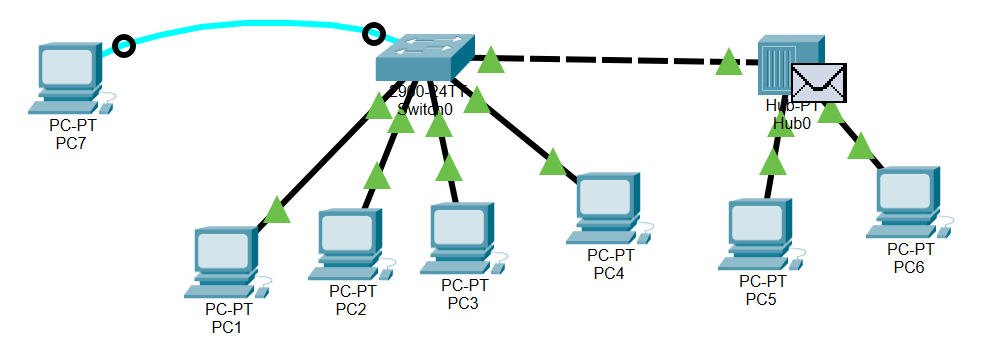 PC-PT
PC7
2960-24TT
Switch0
PC-PT
PC1
PC-PT
PC2
PC-PT
PC3
PC-PT
PC4
Hub-PT
Hub0
PC-PT
PC5
PC-PT
PC6